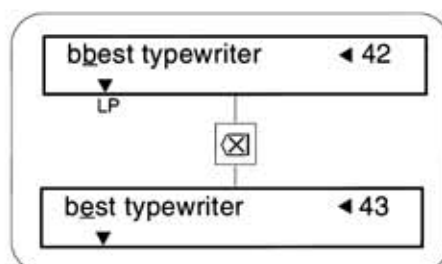 bbest typewriter ◄ 42
▼
LP
⌫
best typewriter ◄ 43
▼